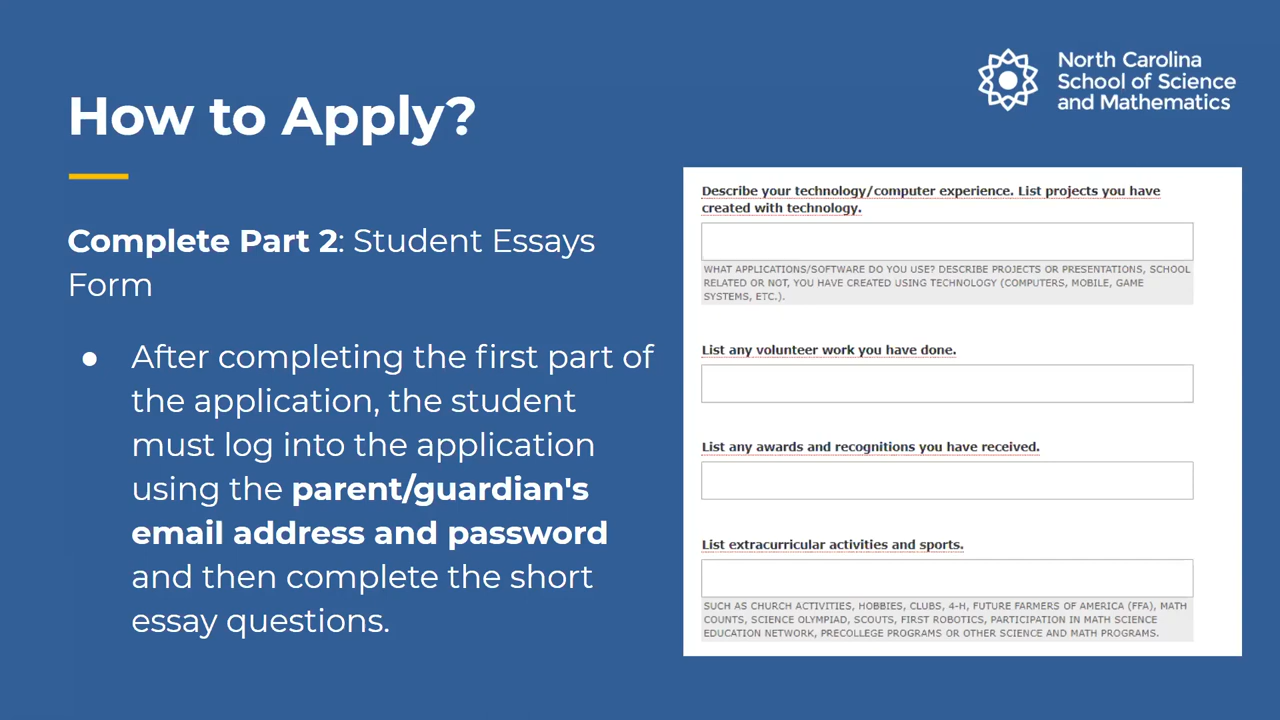 North Carolina
School of Science
and Mathematics
How to Apply?
Complete Part 2: Student Essays
Form
● After completing the first part of
the application, the student
must log into the application
using the parent/guardian's
email address and password
and then complete the short
essay questions.
Describe your technology/computer experience. List projects you have
created with technology.
WHAT APPLICATIONS/SOFTWARE DO YOU USE? DESCRIBE PROJECTS OR PRESENTATIONS, SCHOOL
RELATED OR NOT, YOU HAVE CREATED USING TECHNOLOGY (COMPUTERS, MOBILE, GAME
SYSTEMS, ETC.).
List any volunteer work you have done.
List any awards and recognitions you have received.
List extracurricular activities and sports.
SUCH AS CHURCH ACTIVITIES, HOBBIES, CLUBS, 4-H, FUTURE FARMERS OF AMERICA (FFA), MATH
COUNTS, SCIENCE OLYMPIAD, SCOUTS, FIRST ROBOTICS, PARTICIPATION IN MATH SCIENCE
EDUCATION NETWORK, PRECOLLEGE PROGRAMS OR OTHER SCIENCE AND MATH PROGRAMS.